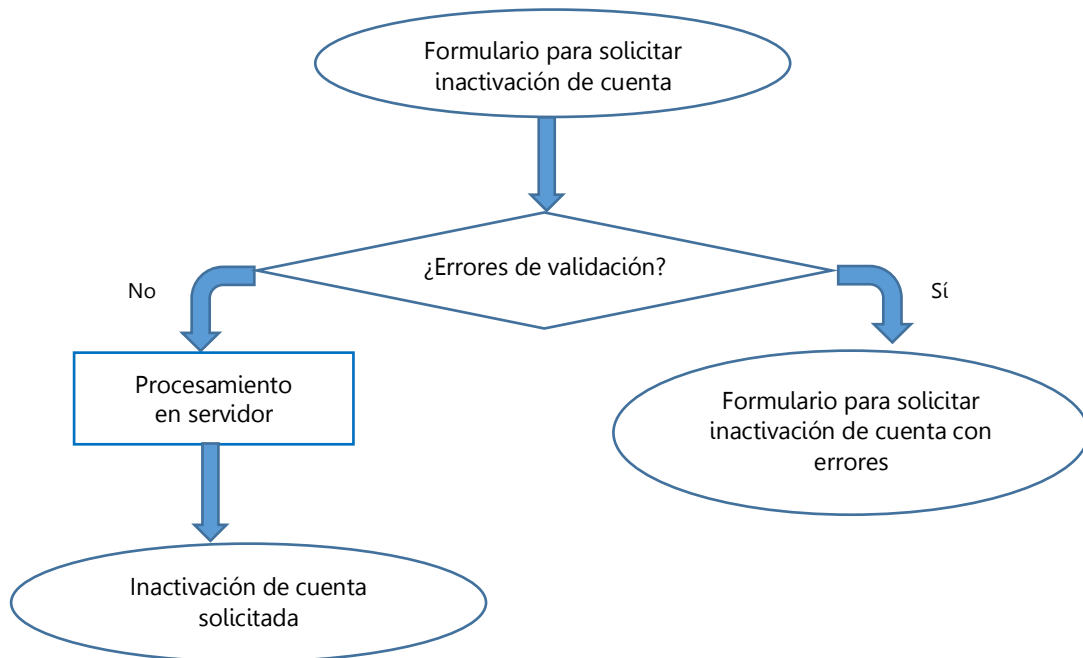 Formulario para solicitar
inactivación de cuenta
¿Errores de validación?
No
Sí
Procesamiento
en servidor
Formulario para solicitar
inactivación de cuenta con
errores
Inactivación de cuenta
solicitada